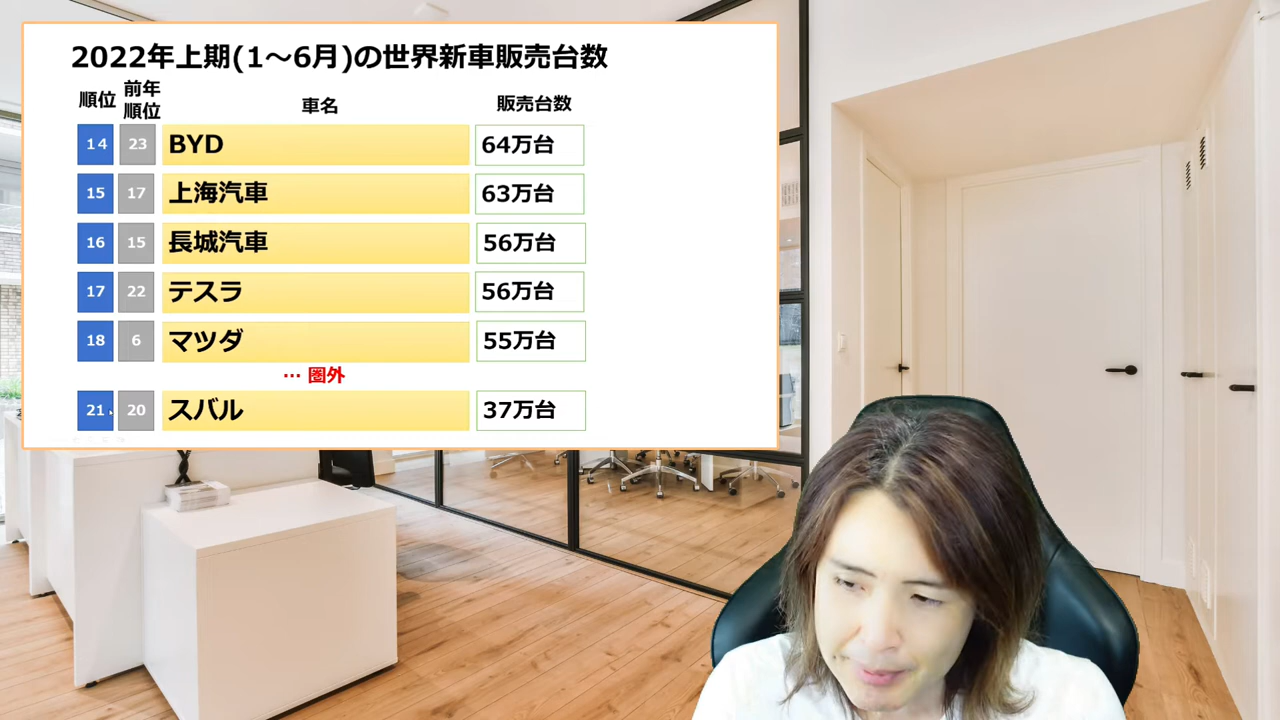 2022年上期(1～6月)の世界新車販売台数
順位 前年順位 車名 販売台数
14 23 BYD 64万台
15 17 上海汽車 63万台
16 15 長城汽車 56万台
17 22 テスラ 56万台
18 6 マツダ 55万台
… 圏外
21 20 スバル 37万台